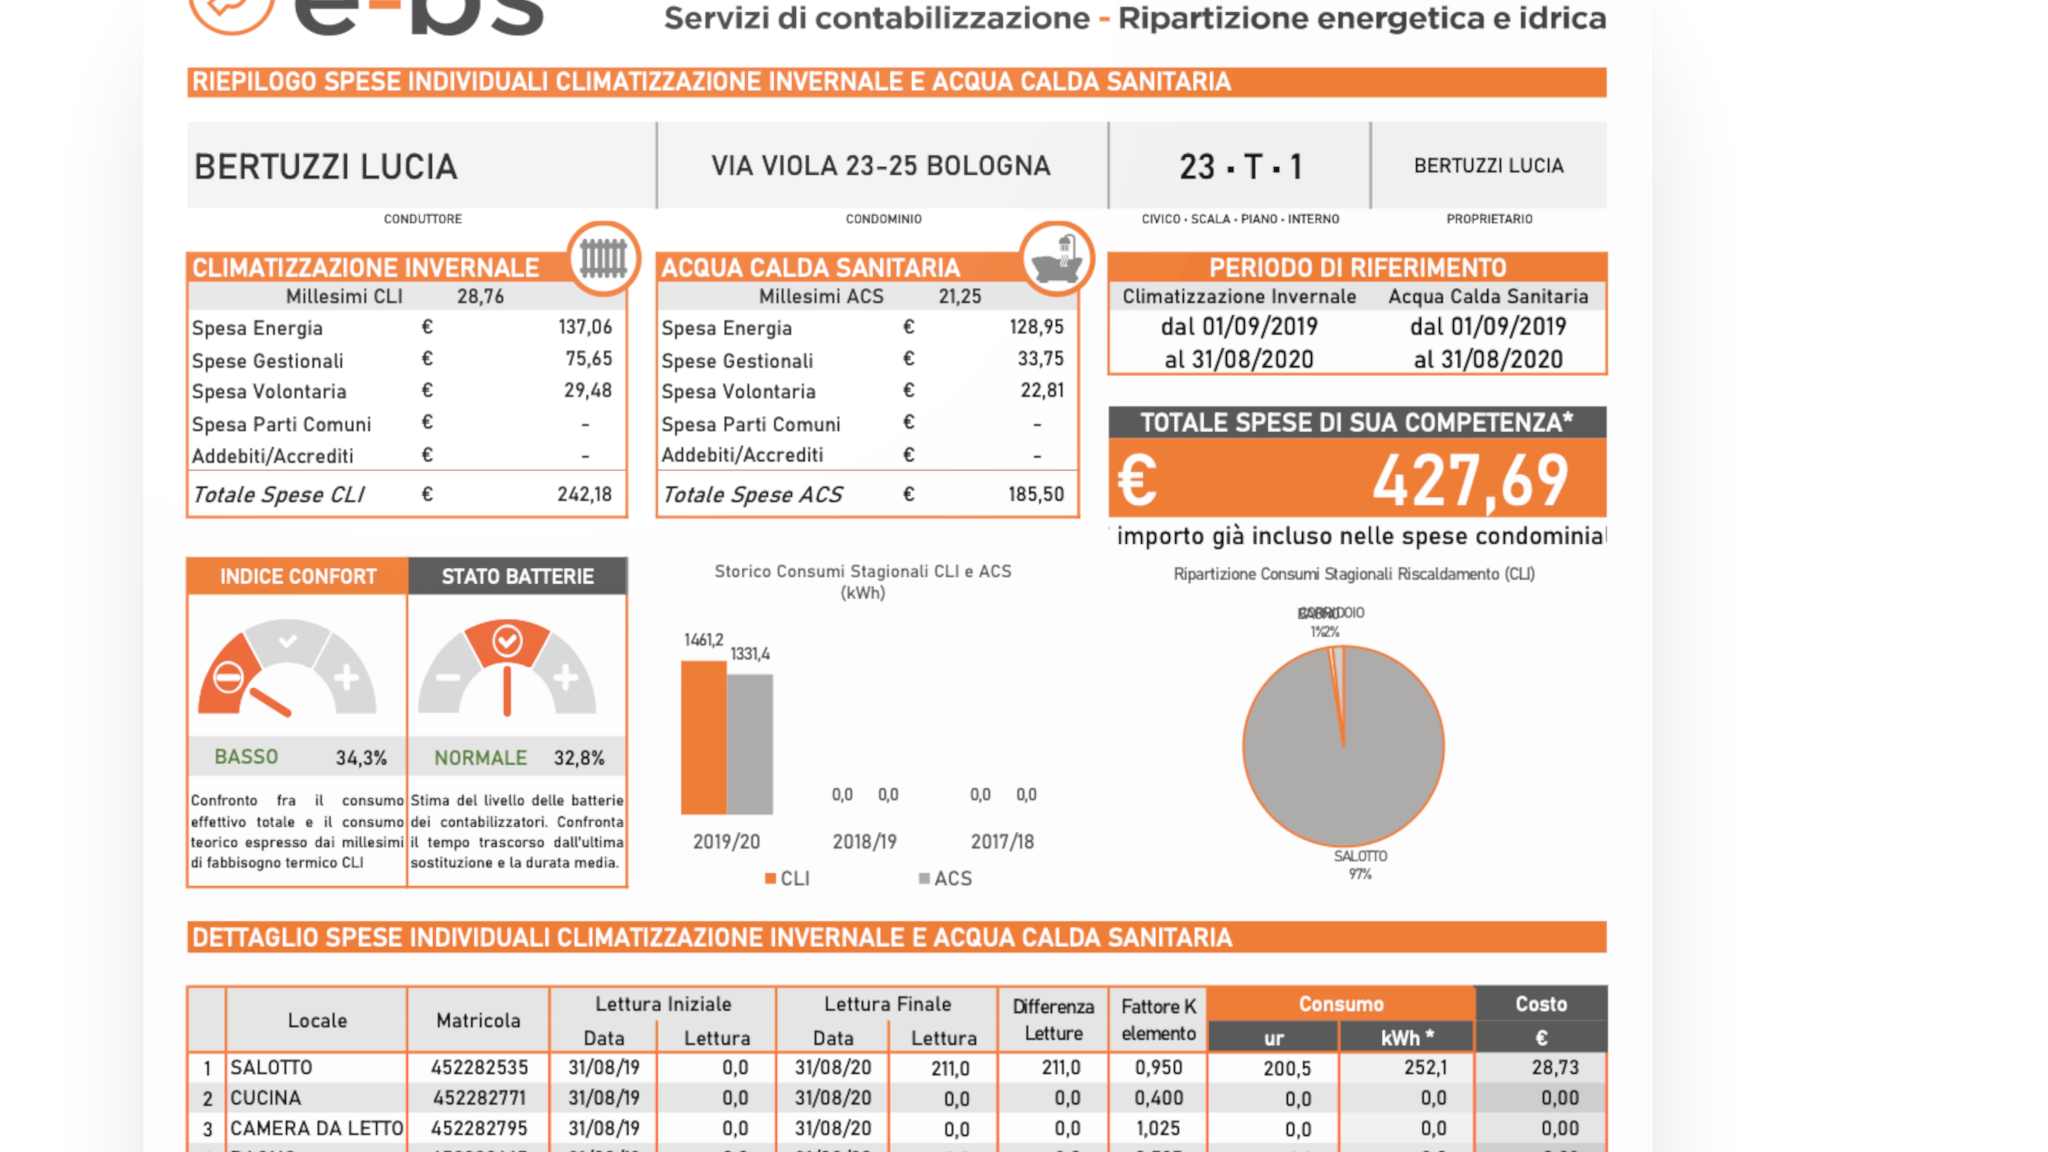 e-bs
Servizi di contabilizzazione - Ripartizione energetica e idrica
RIEPILOGO SPESE INDIVIDUALI CLIMATIZZAZIONE INVERNALE E ACQUA CALDA SANITARIA
BERTUZZI LUCIA VIA VIOLA 23-25 BOLOGNA 23 · T · 1 BERTUZZI LUCIA
CONDUTTORE CONDOMINIO CIVICO · SCALA · PIANO · INTERNO PROPRIETARIO
CLIMATIZZAZIONE INVERNALE
Millesimi CLI 28,76
Spesa Energia € 137,06
Spese Gestionali € 75,65
Spesa Volontaria € 29,48
Spesa Parti Comuni € -
Addebiti/Accrediti € -
Totale Spese CLI € 242,18
ACQUA CALDA SANITARIA
Millesimi ACS 21,25
Spesa Energia € 128,95
Spese Gestionali € 33,75
Spesa Volontaria € 22,81
Spesa Parti Comuni € -
Addebiti/Accrediti € -
Totale Spese ACS € 185,50
PERIODO DI RIFERIMENTO
Climatizzazione Invernale Acqua Calda Sanitaria
dal 01/09/2019 dal 01/09/2019
al 31/08/2020 al 31/08/2020
TOTALE SPESE DI SUA COMPETENZA*
€ 427,69
importo già incluso nelle spese condominial
INDICE CONFORT
BASSO 34,3%
Confronto fra il consumo
effettivo totale e il consumo
teorico espresso dai millesimi
di fabbisogno termico CLI
STATO BATTERIE
NORMALE 32,8%
Stima del livello delle batterie
dei contabilizzatori. Confronta
il tempo trascorso dall'ultima
sostituzione e la durata media.
Storico Consumi Stagionali CLI e ACS
(kWh)
1461,2
1331,4
0,0 0,0 0,0 0,0
2019/20 2018/19 2017/18
CLI ACS
Ripartizione Consumi Stagionali Riscaldamento (CLI)
CORRIDOIO
1% 2%
SALOTTO
97%
DETTAGLIO SPESE INDIVIDUALI CLIMATIZZAZIONE INVERNALE E ACQUA CALDA SANITARIA
Locale Matricola Lettura Iniziale Lettura Finale Differenza Letture Fattore K elemento Consumo Costo
Data Lettura Data Lettura ur kWh * €
1 SALOTTO 452282535 31/08/19 0,0 31/08/20 211,0 211,0 0,950 200,5 252,1 28,73
2 CUCINA 452282771 31/08/19 0,0 31/08/20 0,0 0,0 0,400 0,0 0,0 0,00
3 CAMERA DA LETTO 452282795 31/08/19 0,0 31/08/20 0,0 0,0 1,025 0,0 0,0 0,00